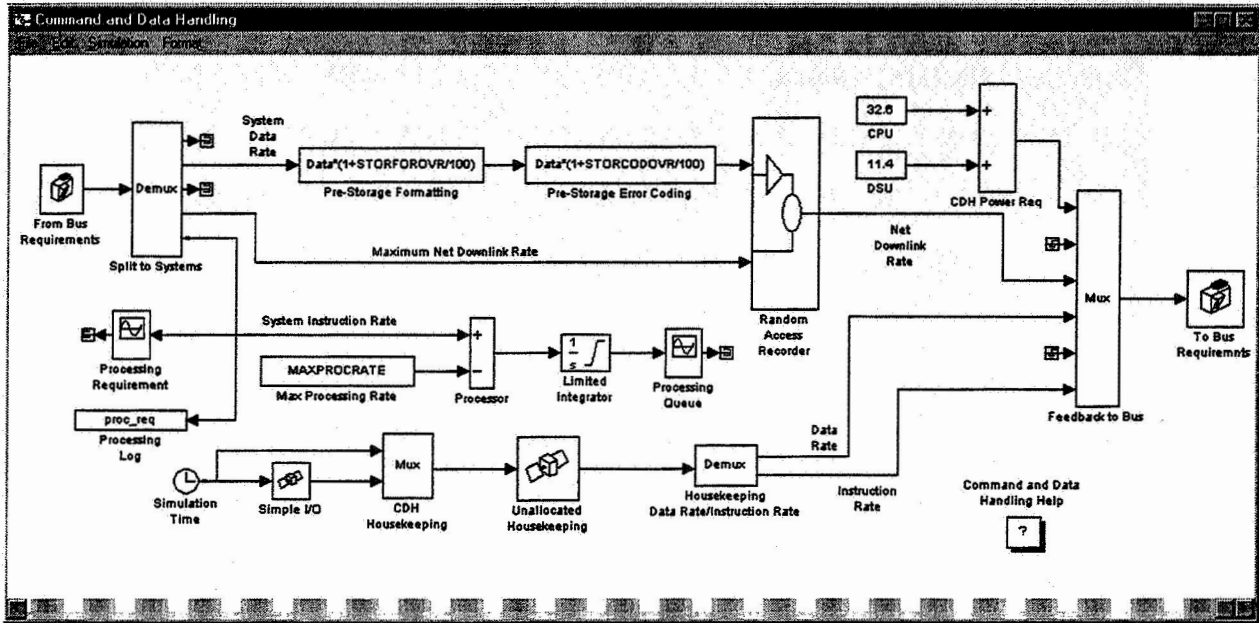 Command and Data Handling
File Edit Simulation Format
System
Data
Rate
32.6
CPU
11.4
DSU
CDH Power Req
From Bus
Requirements
Demux
Split to Systems
Data*(1+STORFOROVR/100)
Pre-Storage Formatting
Data*(1+STORCODOVR/100)
Pre-Storage Error Coding
Maximum Net Downlink Rate
Random
Access
Recorder
Net
Downlink
Rate
Mux
Feedback to Bus
To Bus
Requiremnts
Processing
Requirement
System Instruction Rate
MAXPROCRATE
Max Processing Rate
+
−
Processor
1
s
Limited
Integrator
Processing
Queue
proc_req
Processing
Log
Simulation
Time
Simple I/O
Mux
CDH
Housekeeping
Unallocated
Housekeeping
Demux
Housekeeping
Data Rate/Instruction Rate
Data
Rate
Instruction
Rate
Command and Data
Handling Help
?